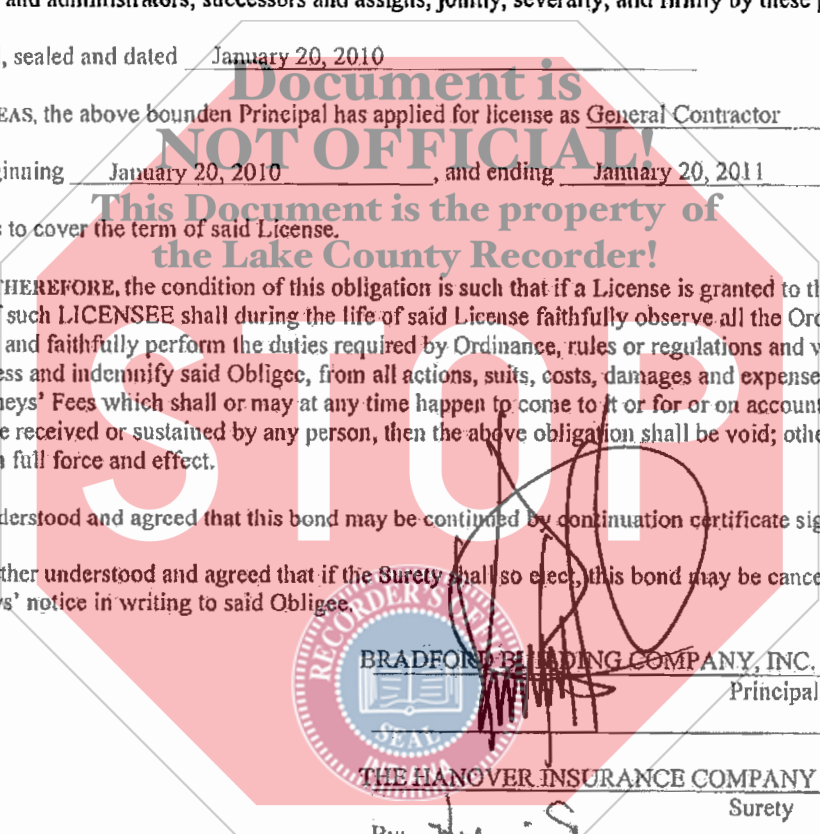 and administrators, successors and assigns, jointly, severally, and firmly by these
, sealed and dated January 20, 2010
Document is
EAS, the above bounden Principal has applied for license as General Contractor
NOT OFFICIAL!
inning January 20, 2010, and ending January 20, 2011
This Document is the property of
s to cover the term of said License.
the Lake County Recorder!
THEREFORE, the condition of this obligation is such that if a License is granted to th
f such LICENSEE shall during the life of said License faithfully observe all the Ord
and faithfully perform the duties required by Ordinance, rules or regulations and
ess and indemnify said Obligee, from all actions, suits, costs, damages and expense
neys' Fees which shall or may at any time happen to come to it or for or on account
e received or sustained by any person, then the above obligation shall be void; othe
n full force and effect.
STOP
derstood and agreed that this bond may be continued by continuation certificate sig
ther understood and agreed that if the Surety shall so elect, this bond may be cance
ys' notice in writing to said Obligee.
RECORDER'S
SEAL
INDIANA
BRADFORD BUILDING COMPANY, INC.
Principal
THE HANOVER INSURANCE COMPANY
Surety
By: